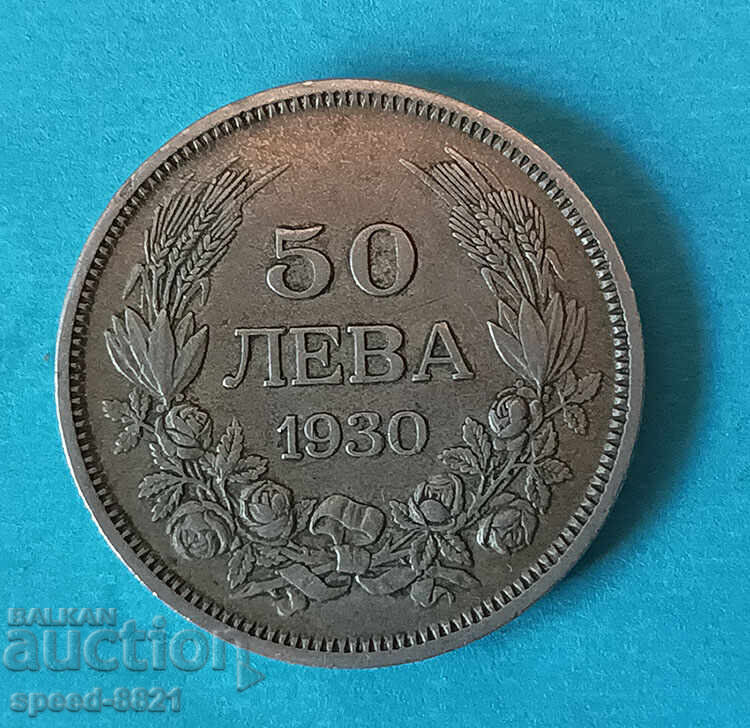 50
ЛЕВА
1930
BALKAN
auction
speed-8821